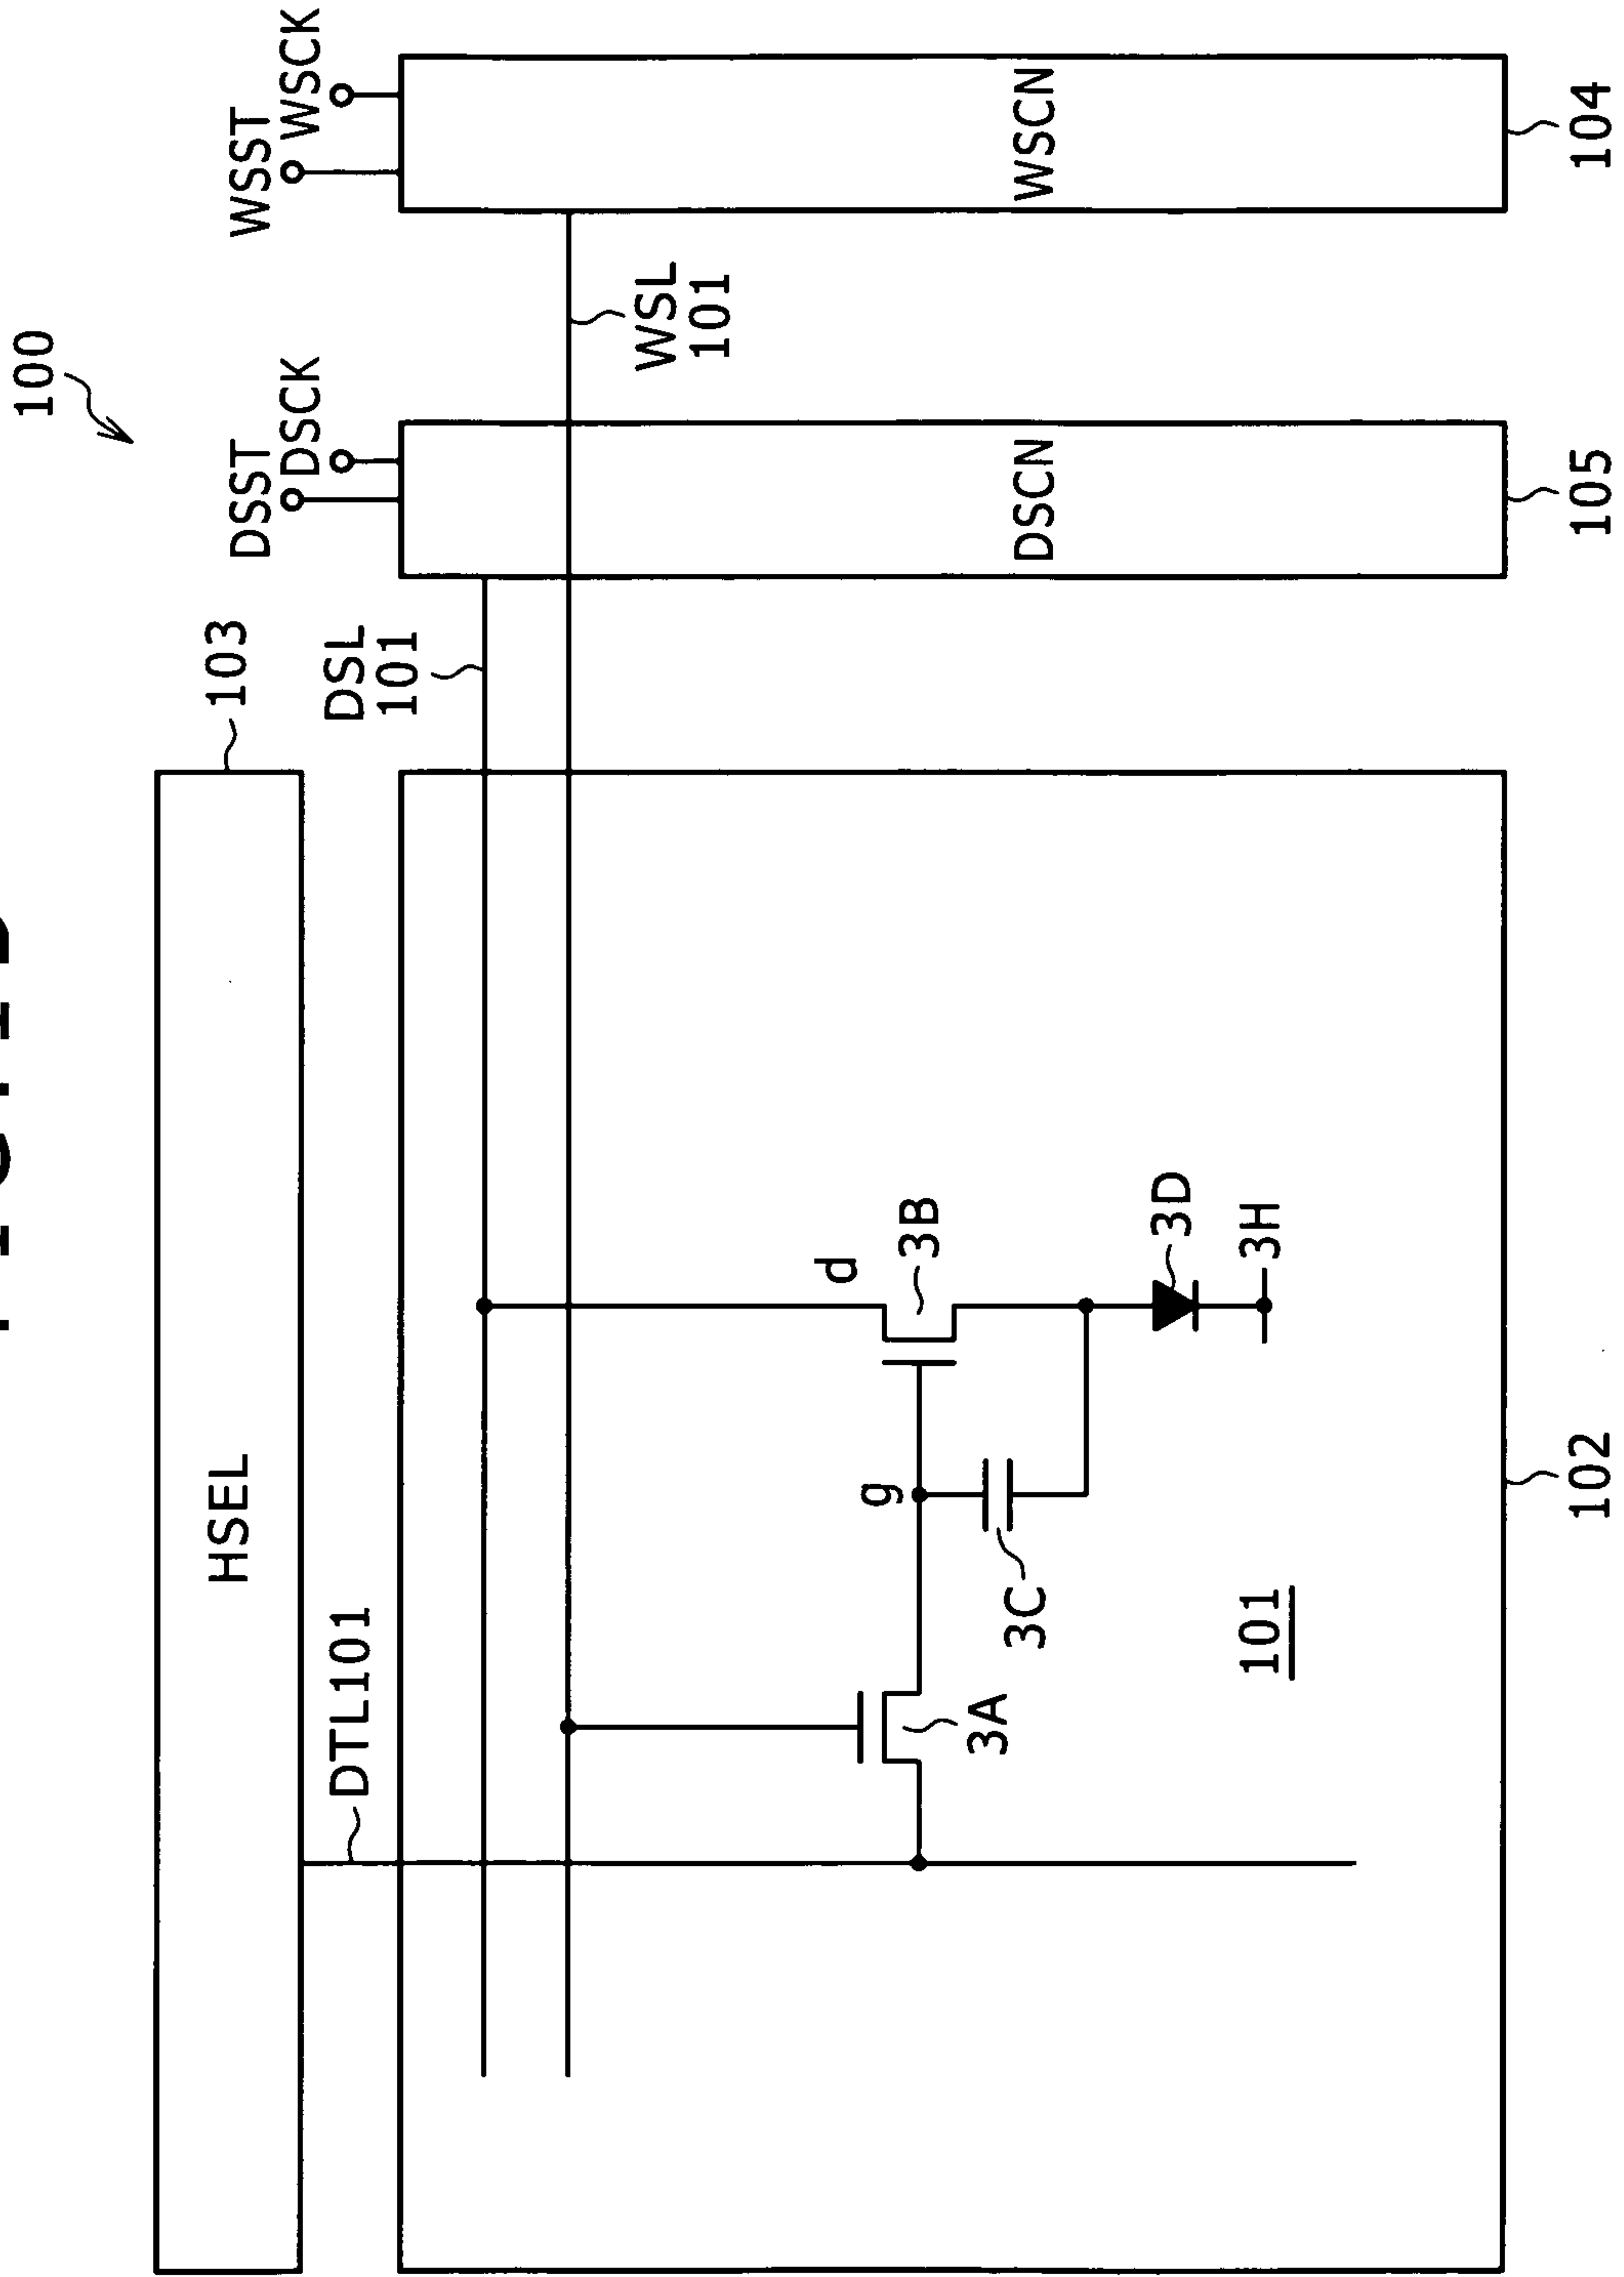 100
HSEL
103
DTL101
DSL
101
DSST
DSCK
WSST
WSCK
WSL
101
DSCN
WSCN
d
g
3B
3A
3C
3D
3H
101
102
105
104